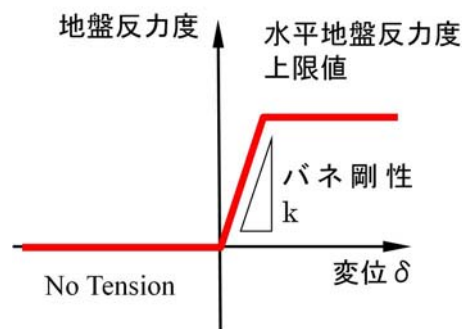 地盤反力度
水平地盤反力度
上限値
バネ剛性
k
変位δ
No Tension